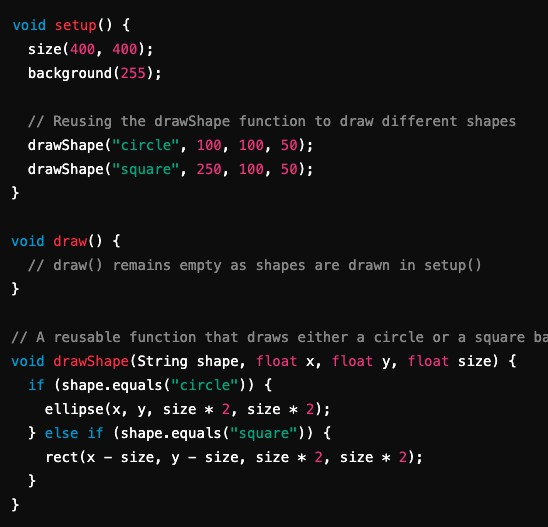 void setup() {
  size(400, 400);
  background(255);

  // Reusing the drawShape function to draw different shapes
  drawShape("circle", 100, 100, 50);
  drawShape("square", 250, 100, 50);
}

void draw() {
  // draw() remains empty as shapes are drawn in setup()
}

// A reusable function that draws either a circle or a square ba
void drawShape(String shape, float x, float y, float size) {
  if (shape.equals("circle")) {
    ellipse(x, y, size * 2, size * 2);
  } else if (shape.equals("square")) {
    rect(x – size, y – size, size * 2, size * 2);
  }
}